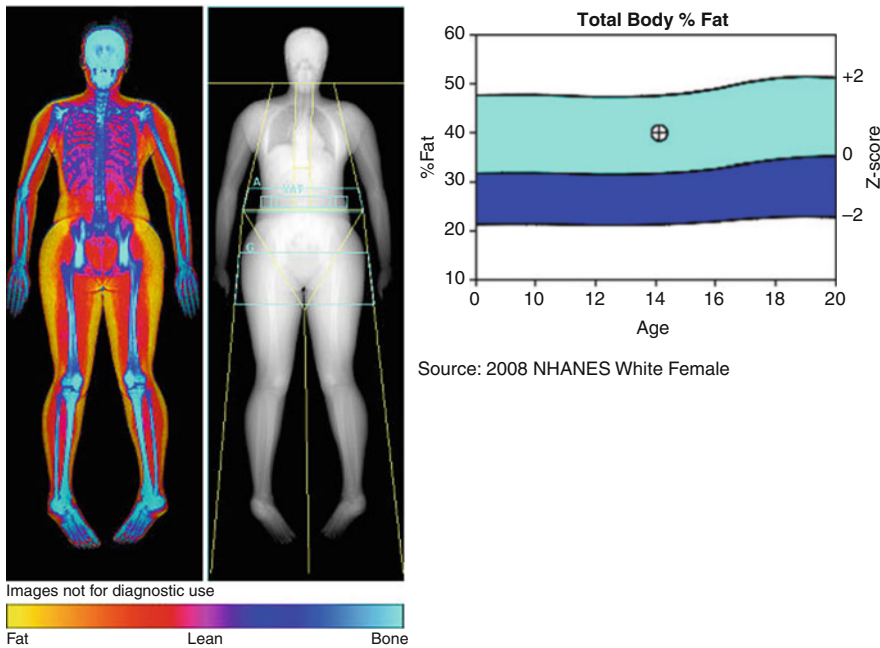 A
VAT
G
Images not for diagnostic use
Fat Lean Bone
Total Body % Fat
60
50
40
30
20
10
%Fat
+2
0
−2
Z-score
0 10 12 14 16 18 20
Age
Source: 2008 NHANES White Female